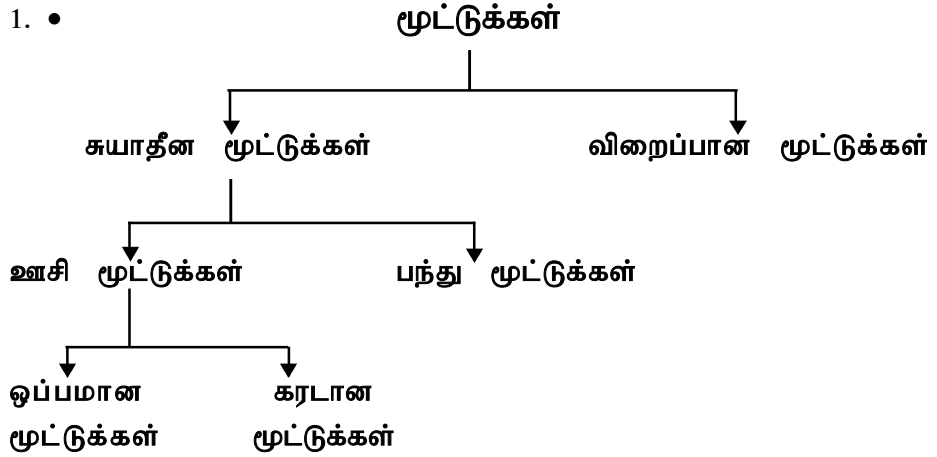 1. • மூட்டுக்கள்
சுயாதீன மூட்டுக்கள் விறைப்பான மூட்டுக்கள்
ஊசி மூட்டுக்கள் பந்து மூட்டுக்கள்
ஒப்பமான கரடான
மூட்டுக்கள் மூட்டுக்கள்